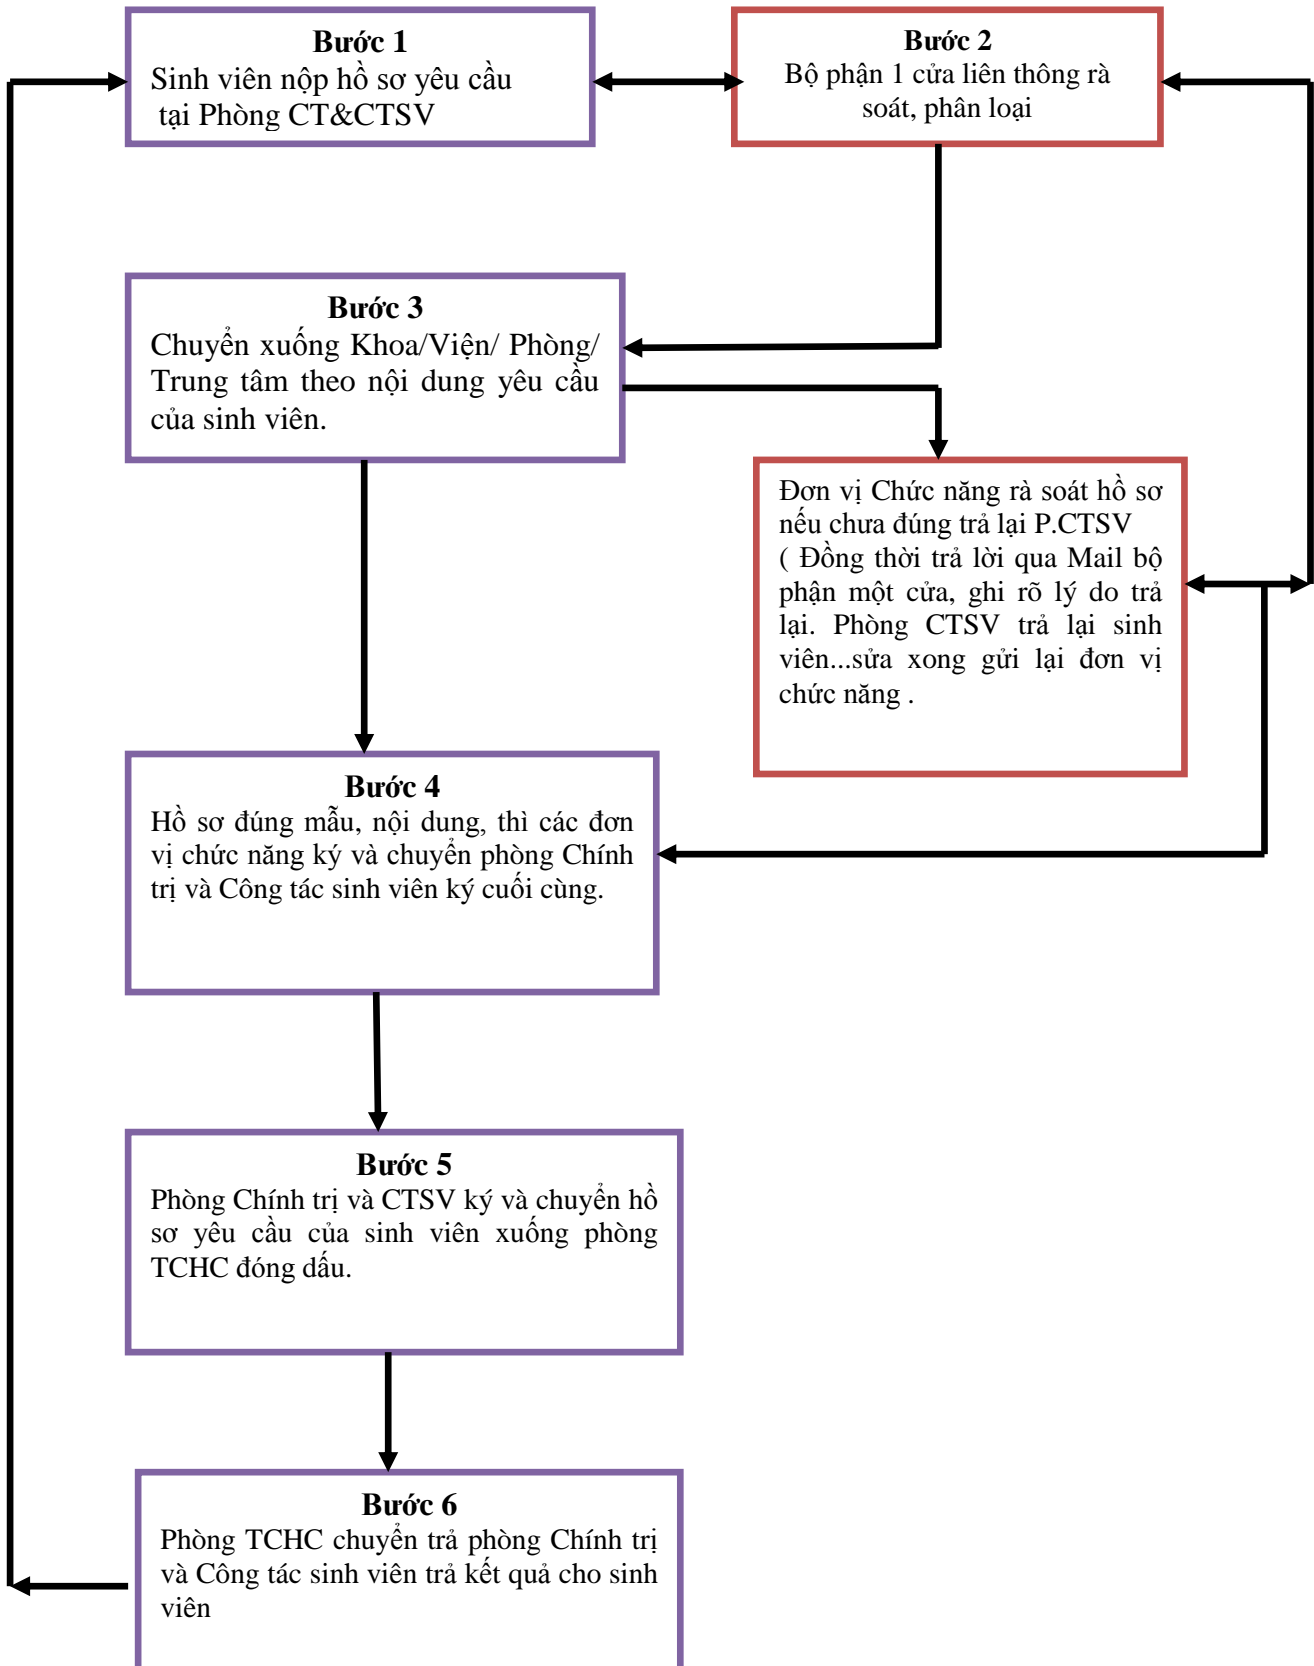 Bước 1
Sinh viên nộp hồ sơ yêu cầu
tại Phòng CT&CTSV
Bước 2
Bộ phận 1 cửa liên thông rà
soát, phân loại
Bước 3
Chuyển xuống Khoa/Viện/ Phòng/
Trung tâm theo nội dung yêu cầu
của sinh viên.
Đơn vị Chức năng rà soát hồ sơ
nếu chưa đúng trả lại P.CTSV
( Đồng thời trả lời qua Mail bộ
phận một cửa, ghi rõ lý do trả
lại. Phòng CTSV trả lại sinh
viên...sửa xong gửi lại đơn vị
chức năng .
Bước 4
Hồ sơ đúng mẫu, nội dung, thì các đơn
vị chức năng ký và chuyển phòng Chính
trị và Công tác sinh viên ký cuối cùng.
Bước 5
Phòng Chính trị và CTSV ký và chuyển hồ
sơ yêu cầu của sinh viên xuống phòng
TCHC đóng dấu.
Bước 6
Phòng TCHC chuyển trả phòng Chính trị
và Công tác sinh viên trả kết quả cho sinh
viên